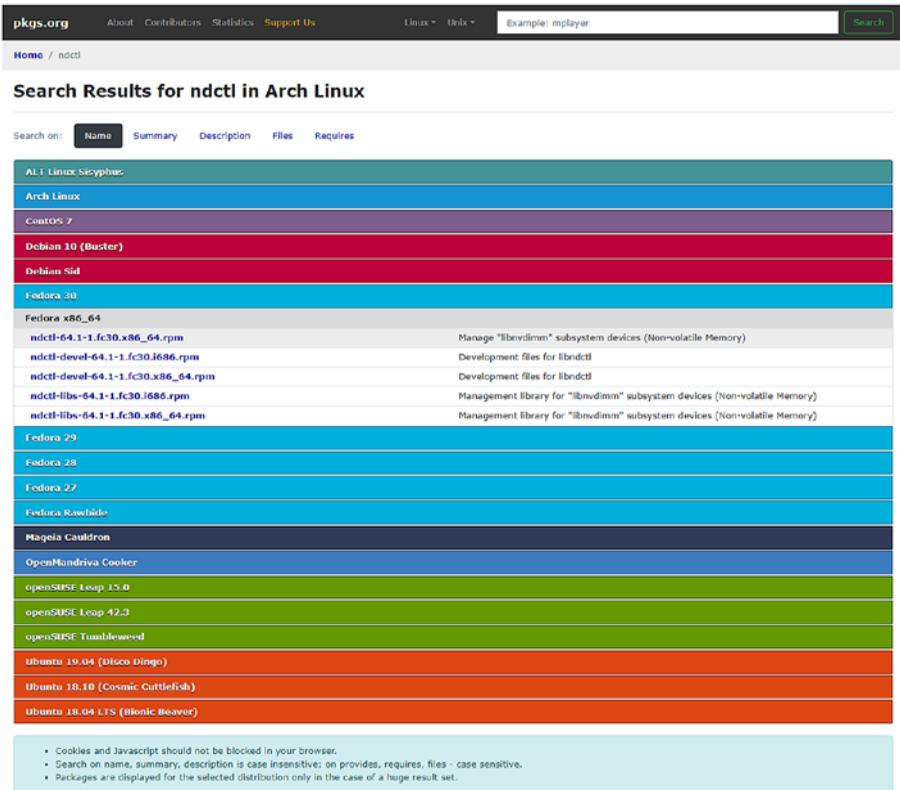 pkgs.org About Contributors Statistics Support Us Linux Unix Example: mplayer Search
Home / ndctl
Search Results for ndctl in Arch Linux
Search on: Name Summary Description Files Requires
ALT Linux Sisyphus
Arch Linux
CentOS 7
Debian 10 (Buster)
Debian Sid
Fedora 30
Fedora x86_64
ndctl-64.1-1.fc30.x86_64.rpm Manage "libnvdimm" subsystem devices (Non-volatile Memory)
ndctl-devel-64.1-1.fc30.i686.rpm Development files for libndctl
ndctl-devel-64.1-1.fc30.x86_64.rpm Development files for libndctl
ndctl-libs-64.1-1.fc30.i686.rpm Management library for "libnvdimm" subsystem devices (Non-volatile Memory)
ndctl-libs-64.1-1.fc30.x86_64.rpm Management library for "libnvdimm" subsystem devices (Non-volatile Memory)
Fedora 29
Fedora 28
Fedora 27
Fedora Rawhide
Mageia Cauldron
OpenMandriva Cooker
openSUSE Leap 15.0
openSUSE Leap 42.3
openSUSE Tumbleweed
Ubuntu 19.04 (Disco Dingo)
Ubuntu 18.10 (Cosmic Cuttlefish)
Ubuntu 18.04 LTS (Bionic Beaver)
• Cookies and Javascript should not be blocked in your browser.
• Search on name, summary, description is case insensitive; on provides, requires, files - case sensitive.
• Packages are displayed for the selected distribution only in the case of a huge result set.